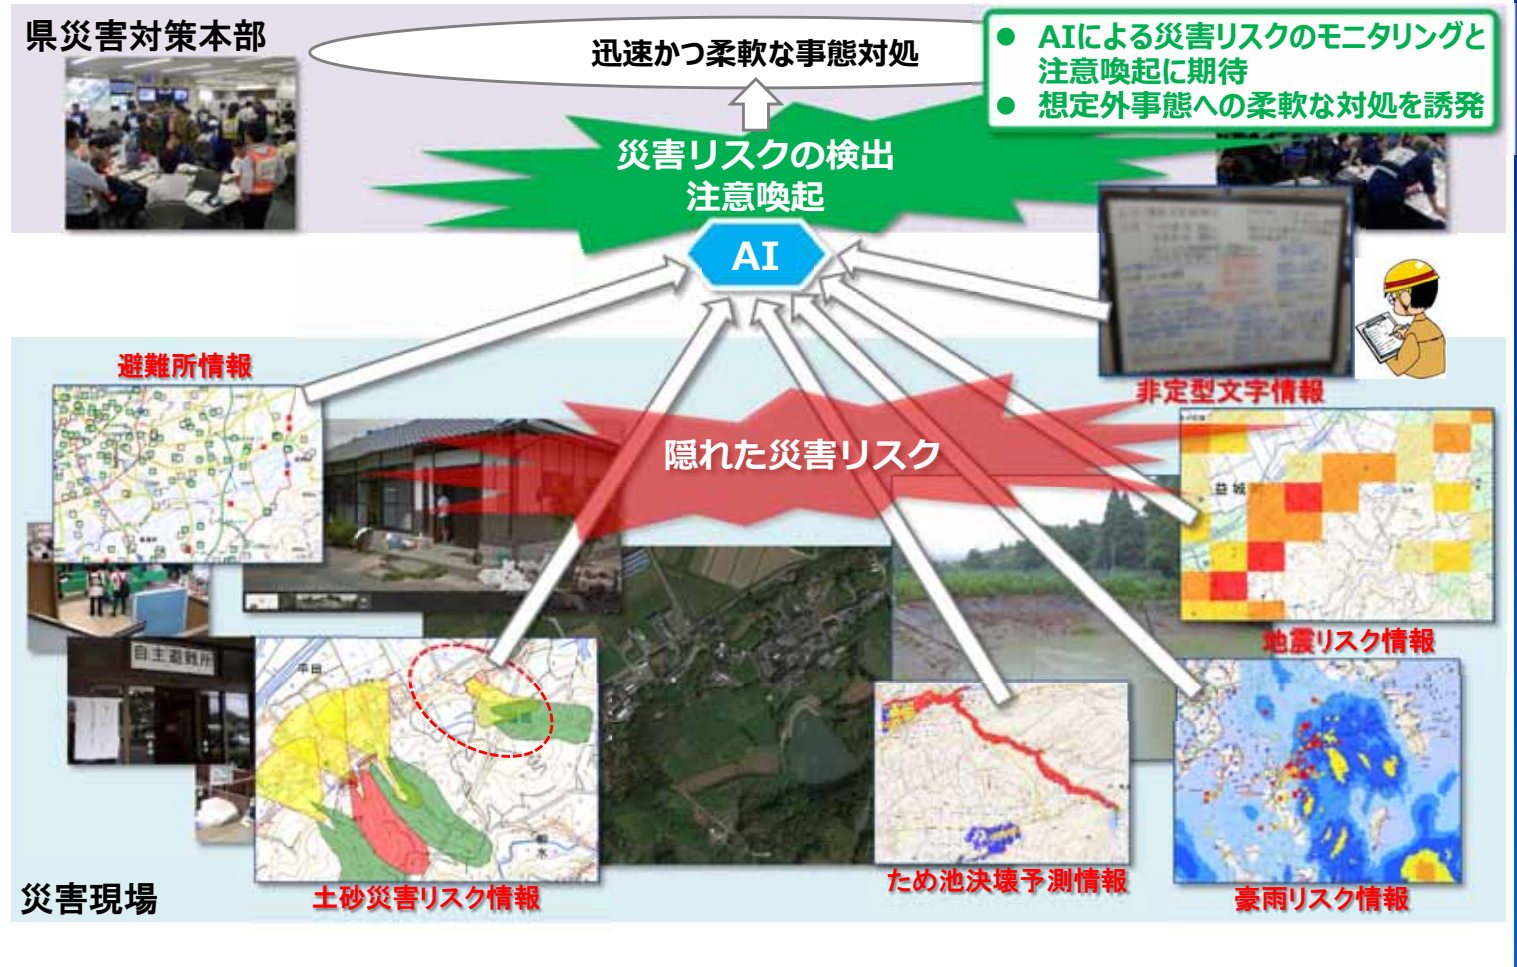 県災害対策本部
迅速かつ柔軟な事態対処
● AIによる災害リスクのモニタリングと
注意喚起に期待
● 想定外事態への柔軟な対処を誘発
災害リスクの検出
注意喚起
AI
避難所情報
非定型文字情報
隠れた災害リスク
益城
地震リスク情報
自主避難所
平田
土砂災害リスク情報
ため池決壊予測情報
豪雨リスク情報
災害現場